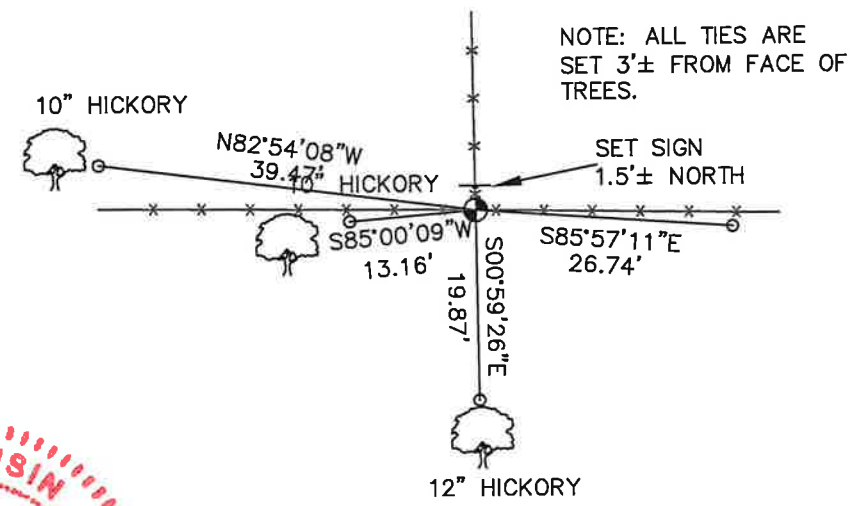 NOTE: ALL TIES ARE
SET 3'± FROM FACE OF
TREES.
10" HICKORY
N82°54'08"W
39.47'
HICKORY
SET SIGN
1.5'± NORTH
S85°00'09"W
13.16'
S85°57'11"E
26.74'
S00°59'26"E
19.87'
12" HICKORY
SIN